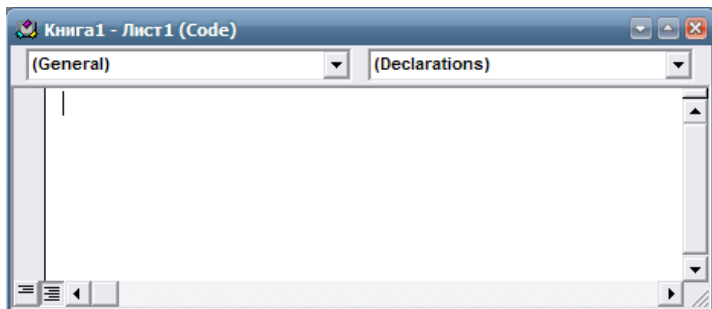 Книга1 - Лист1 (Code)
(General) (Declarations)